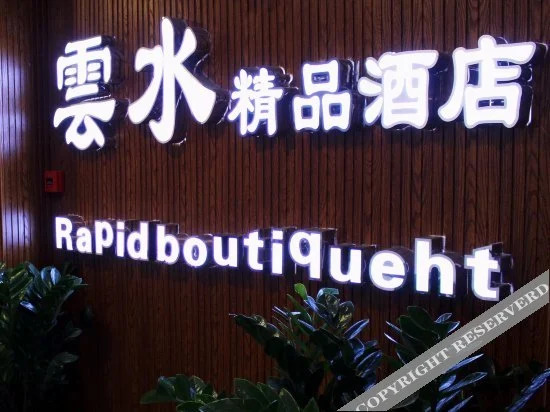 雲水精品酒店
Rapidboutiqueht
COPYRIGHT RESERVERD